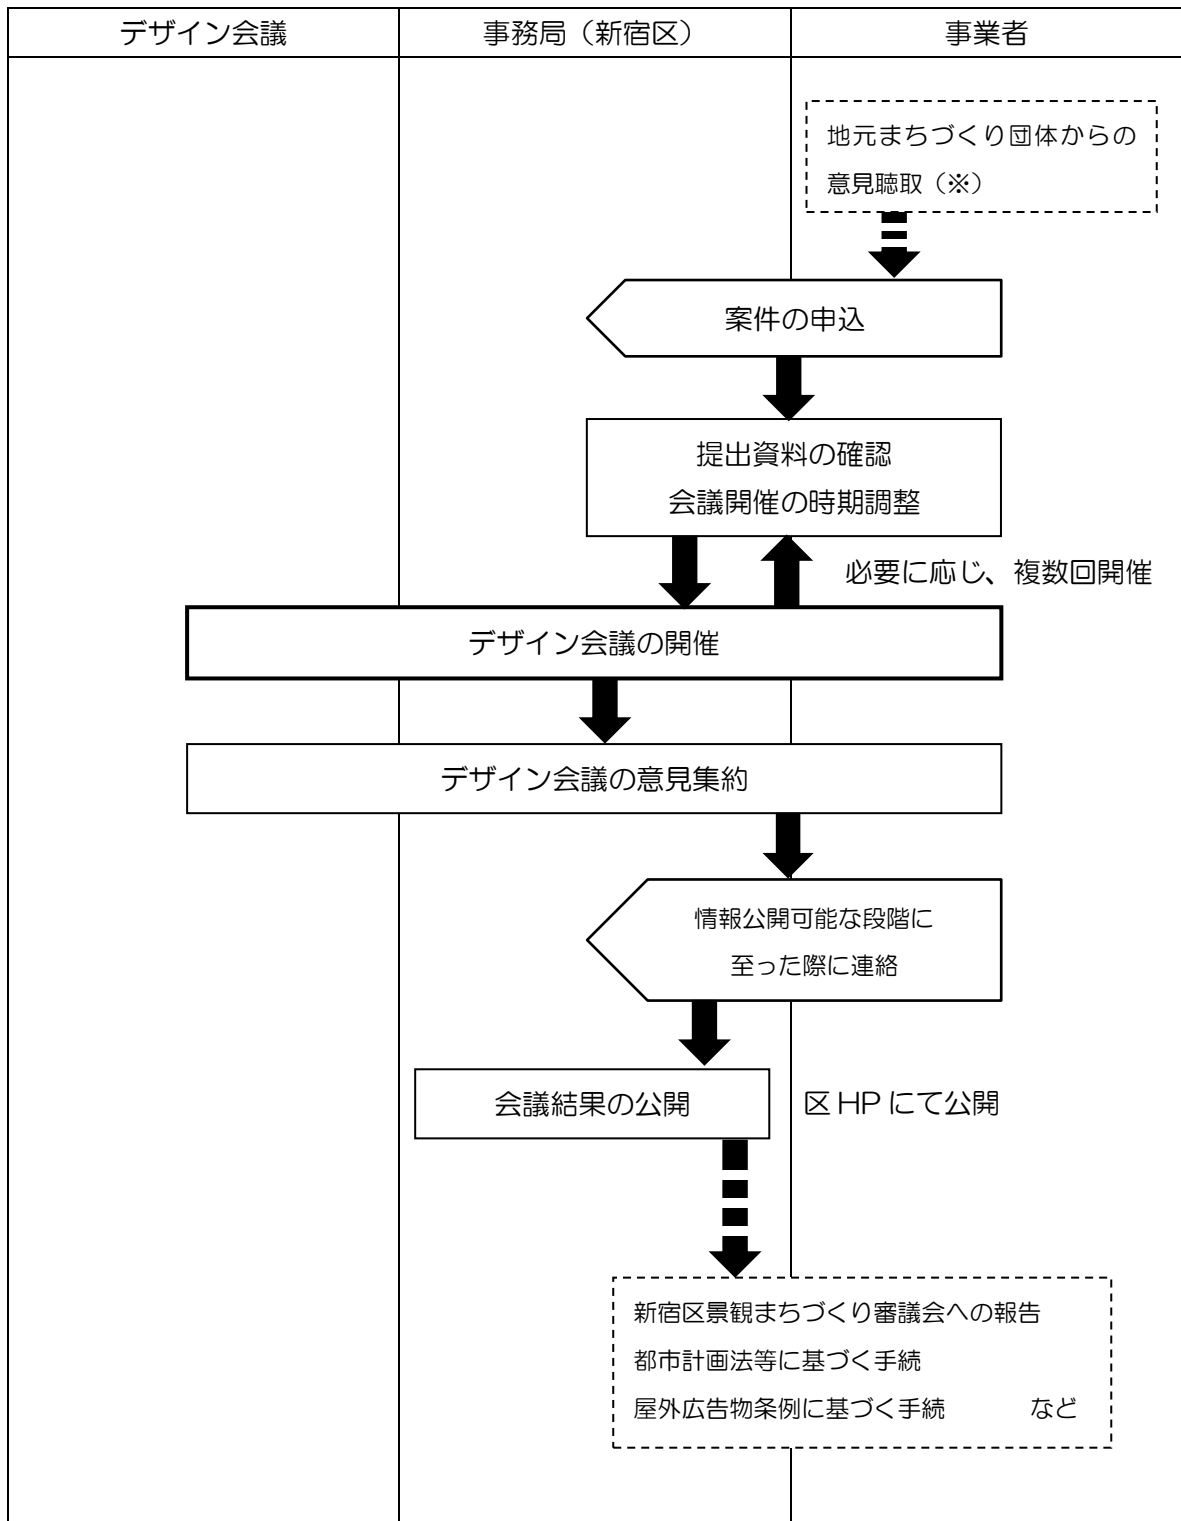 デザイン会議
事務局（新宿区）
事業者
地元まちづくり団体からの
意見聴取（※）
案件の申込
提出資料の確認
会議開催の時期調整
必要に応じ、複数回開催
デザイン会議の開催
デザイン会議の意見集約
情報公開可能な段階に
至った際に連絡
会議結果の公開
区 HP にて公開
新宿区景観まちづくり審議会への報告
都市計画法等に基づく手続
屋外広告物条例に基づく手続　　　など